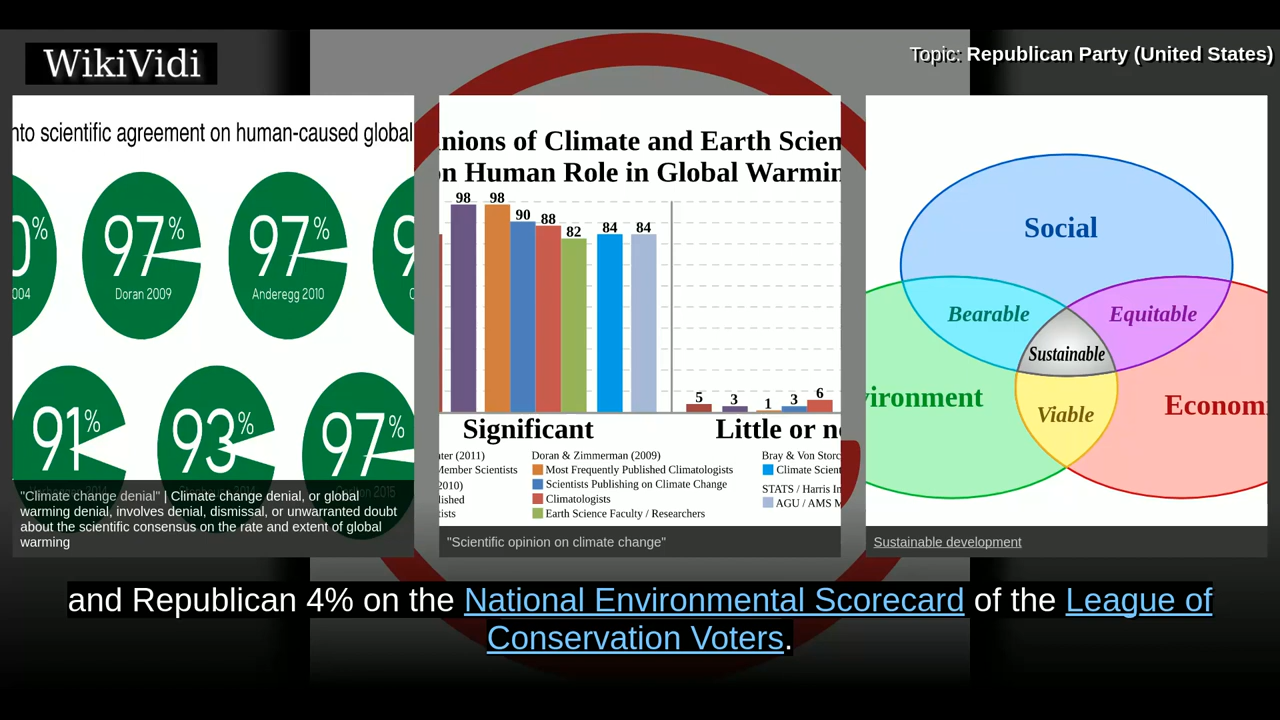 WikiVidi
Topic: Republican Party (United States)
nto scientific agreement on human-caused global
%
004
97%
Doran 2009
97%
Anderegg 2010
9
91%
93%
97%
"Climate change denial" | Climate change denial, or global
warming denial, involves denial, dismissal, or unwarranted doubt
about the scientific consensus on the rate and extent of global
warming
nions of Climate and Earth Scien
on Human Role in Global Warmin
98 98 90 88 82 84 84
5 3 1 3 6
Significant
Little or no
ter (2011)
Member Scientists
(2010)
lished
tists
Doran & Zimmerman (2009)
Most Frequently Published Climatologists
Scientists Publishing on Climate Change
Climatologists
Earth Science Faculty / Researchers
Bray & Von Storc
Climate Scient
STATS / Harris In
AGU / AMS M
"Scientific opinion on climate change"
Social
Bearable
Equitable
Sustainable
vironment
Economi
Viable
Sustainable development
and Republican 4% on the National Environmental Scorecard of the League of
Conservation Voters.